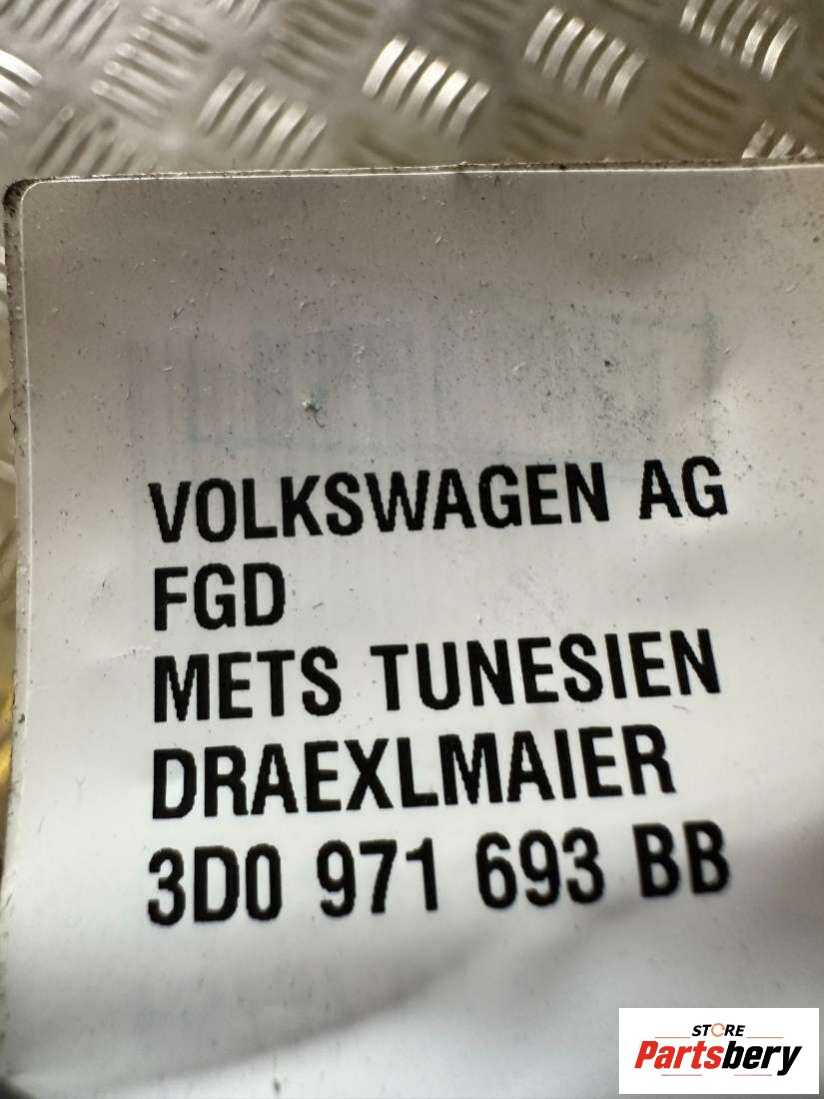 VOLKSWAGEN AG
FGD
METS TUNESIEN
DRAEXLMAIER
3D0 971 693 BB
STORE
Partsbery